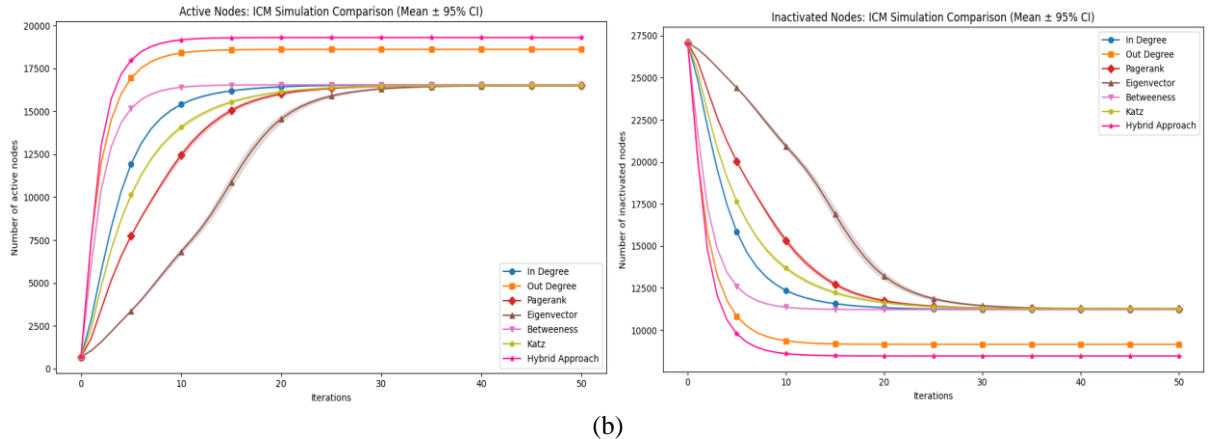 Active Nodes: ICM Simulation Comparison (Mean ± 95% CI)
Number of active nodes
20000
17500
15000
12500
10000
7500
5000
2500
0
0 10 20 30 40 50
Iterations
In Degree
Out Degree
Pagerank
Eigenvector
Betweeness
Katz
Hybrid Approach
Inactivated Nodes: ICM Simulation Comparison (Mean ± 95% CI)
Number of inactivated nodes
27500
25000
22500
20000
17500
15000
12500
10000
0 10 20 30 40 50
Iterations
In Degree
Out Degree
Pagerank
Eigenvector
Betweeness
Katz
Hybrid Approach
(b)